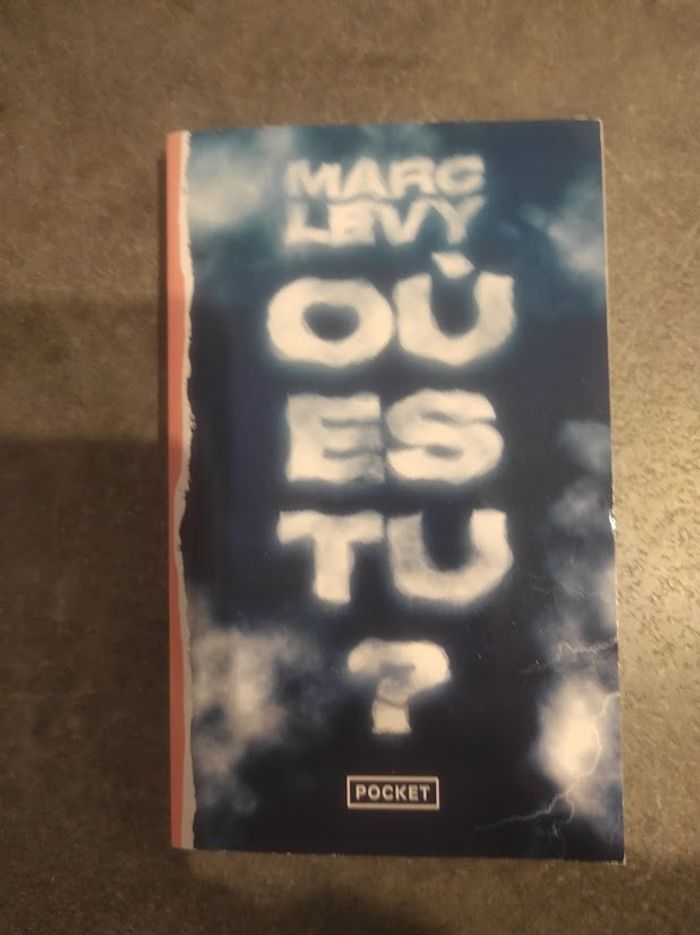 MARC
LEVY
OÙ
ES
TU
?
POCKET